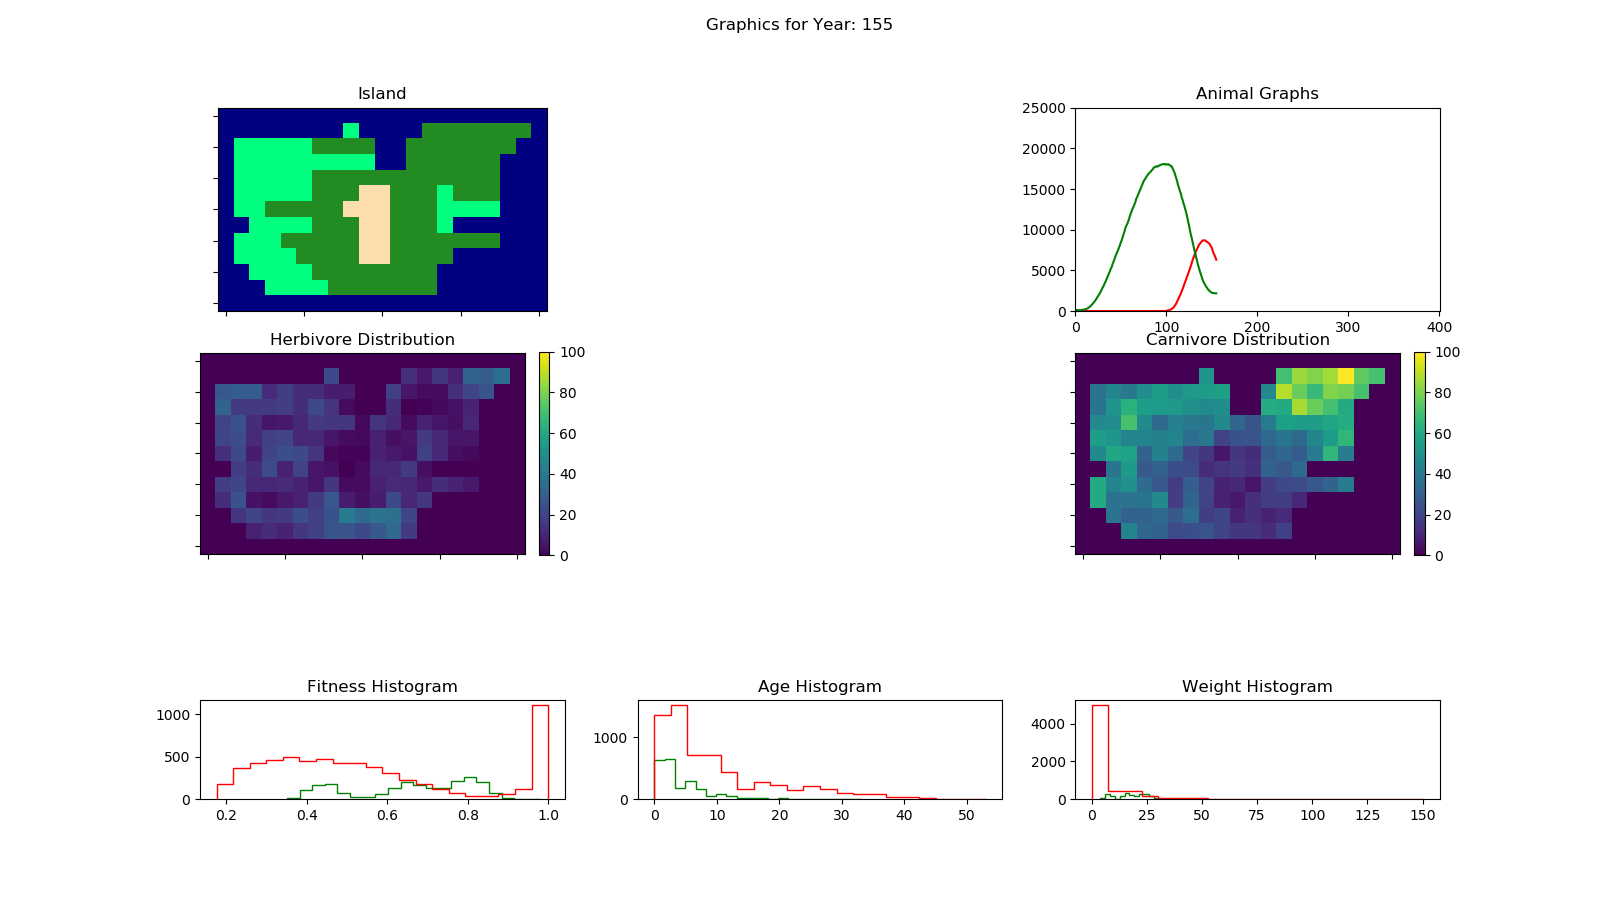 Graphics for Year: 155
Island
Animal Graphs
25000
20000
15000
10000
5000
0
0 100 200 300 400
Herbivore Distribution
100
80
60
40
20
0
Carnivore Distribution
100
80
60
40
20
0
Fitness Histogram
1000
500
0
0.2 0.4 0.6 0.8 1.0
Age Histogram
1000
0
0 10 20 30 40 50
Weight Histogram
4000
2000
0
0 25 50 75 100 125 150